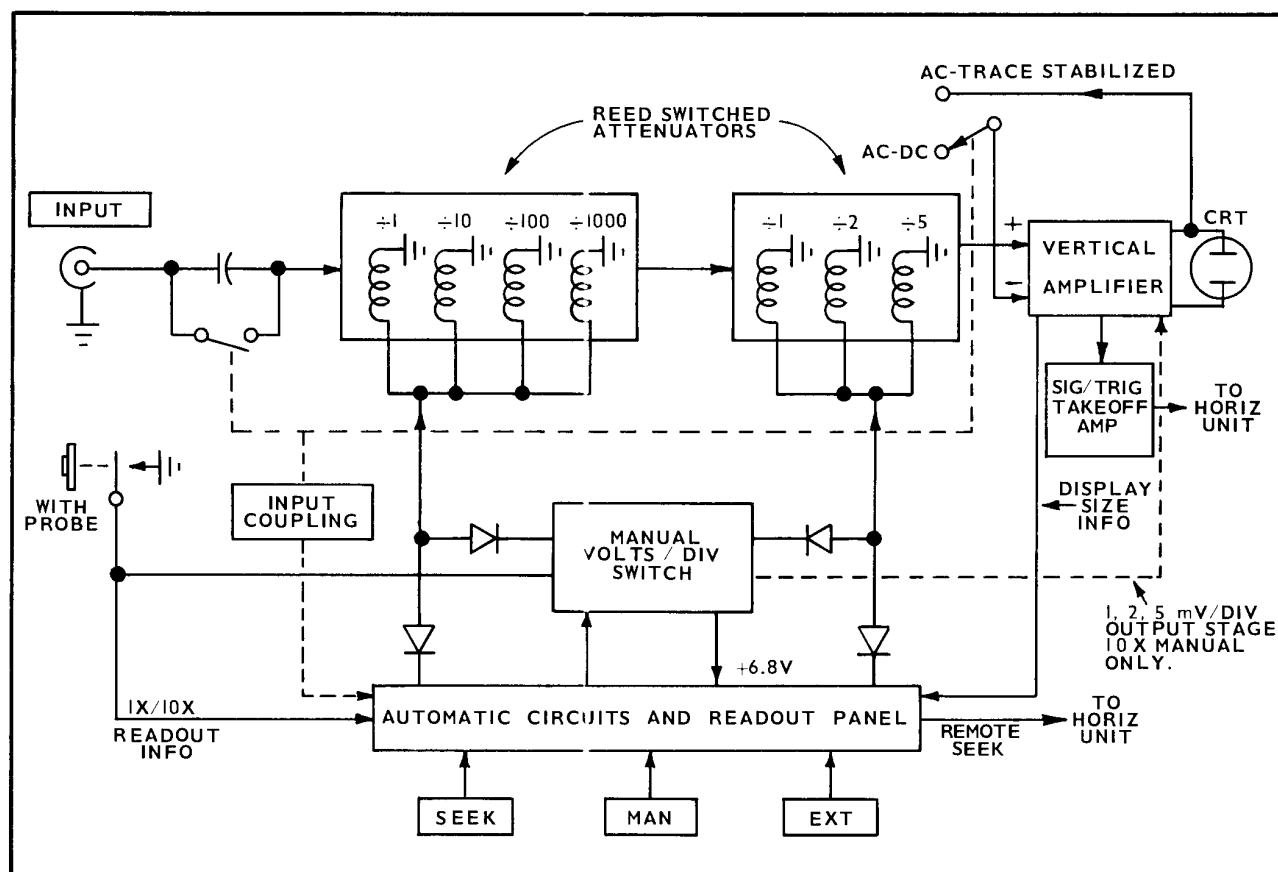 AC-TRACE STABILIZED
REED SWITCHED
ATTENUATORS
AC-DC
INPUT
÷1
÷10
÷100
÷1000
÷1
÷2
÷5
CRT
+
VERTICAL
-
AMPLIFIER
SIG/TRIG
TAKEOFF
AMP
TO
HORIZ
UNIT
WITH
PROBE
INPUT
COUPLING
MANUAL
VOLTS / DIV
SWITCH
DISPLAY
SIZE
INFO
1, 2, 5 mV/DIV
OUTPUT STAGE
10X MANUAL
ONLY.
+6.8V
1X/10X
READOUT
INFO
AUTOMATIC CIRCUITS AND READOUT PANEL
REMOTE
SEEK
TO
HORIZ
UNIT
SEEK
MAN
EXT